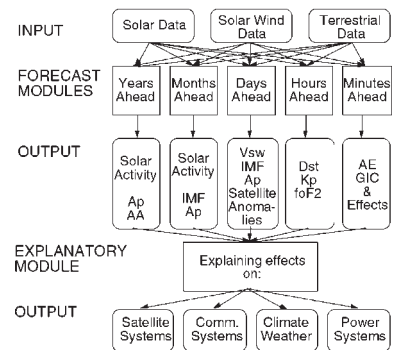 INPUT
Solar Data
Solar Wind
Data
Terrestrial
Data
FORECAST
MODULES
Years
Ahead
Months
Ahead
Days
Ahead
Hours
Ahead
Minutes
Ahead
OUTPUT
Solar
Activity
Ap
AA
Solar
Activity
IMF
Ap
Vsw
IMF
Ap
Satellite
Anoma-
lies
Dst
Kp
foF2
AE
GIC
&
Effects
EXPLANATORY
MODULE
Explaining effects
on:
OUTPUT
Satellite
Systems
Comm.
Systems
Climate
Weather
Power
Systems